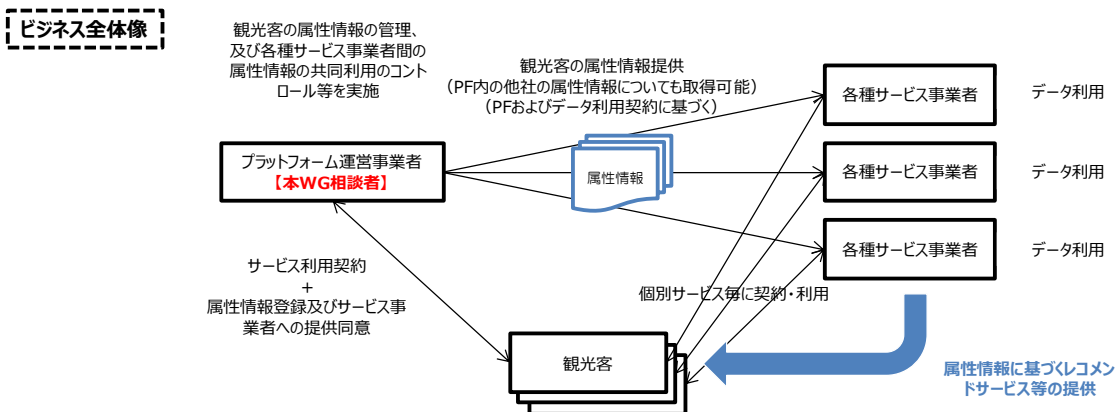 ビジネス全体像
観光客の属性情報の管理、
及び各種サービス事業者間の
属性情報の共同利用のコント
ロール等を実施
観光客の属性情報提供
（PF内の他社の属性情報についても取得可能）
（PFおよびデータ利用契約に基づく）
各種サービス事業者
データ利用
プラットフォーム運営事業者
【本WG相談者】
属性情報
各種サービス事業者
データ利用
各種サービス事業者
データ利用
サービス利用契約
+
属性情報登録及びサービス事
業者への提供同意
個別サービス毎に契約・利用
観光客
属性情報に基づくレコメン
ドサービス等の提供